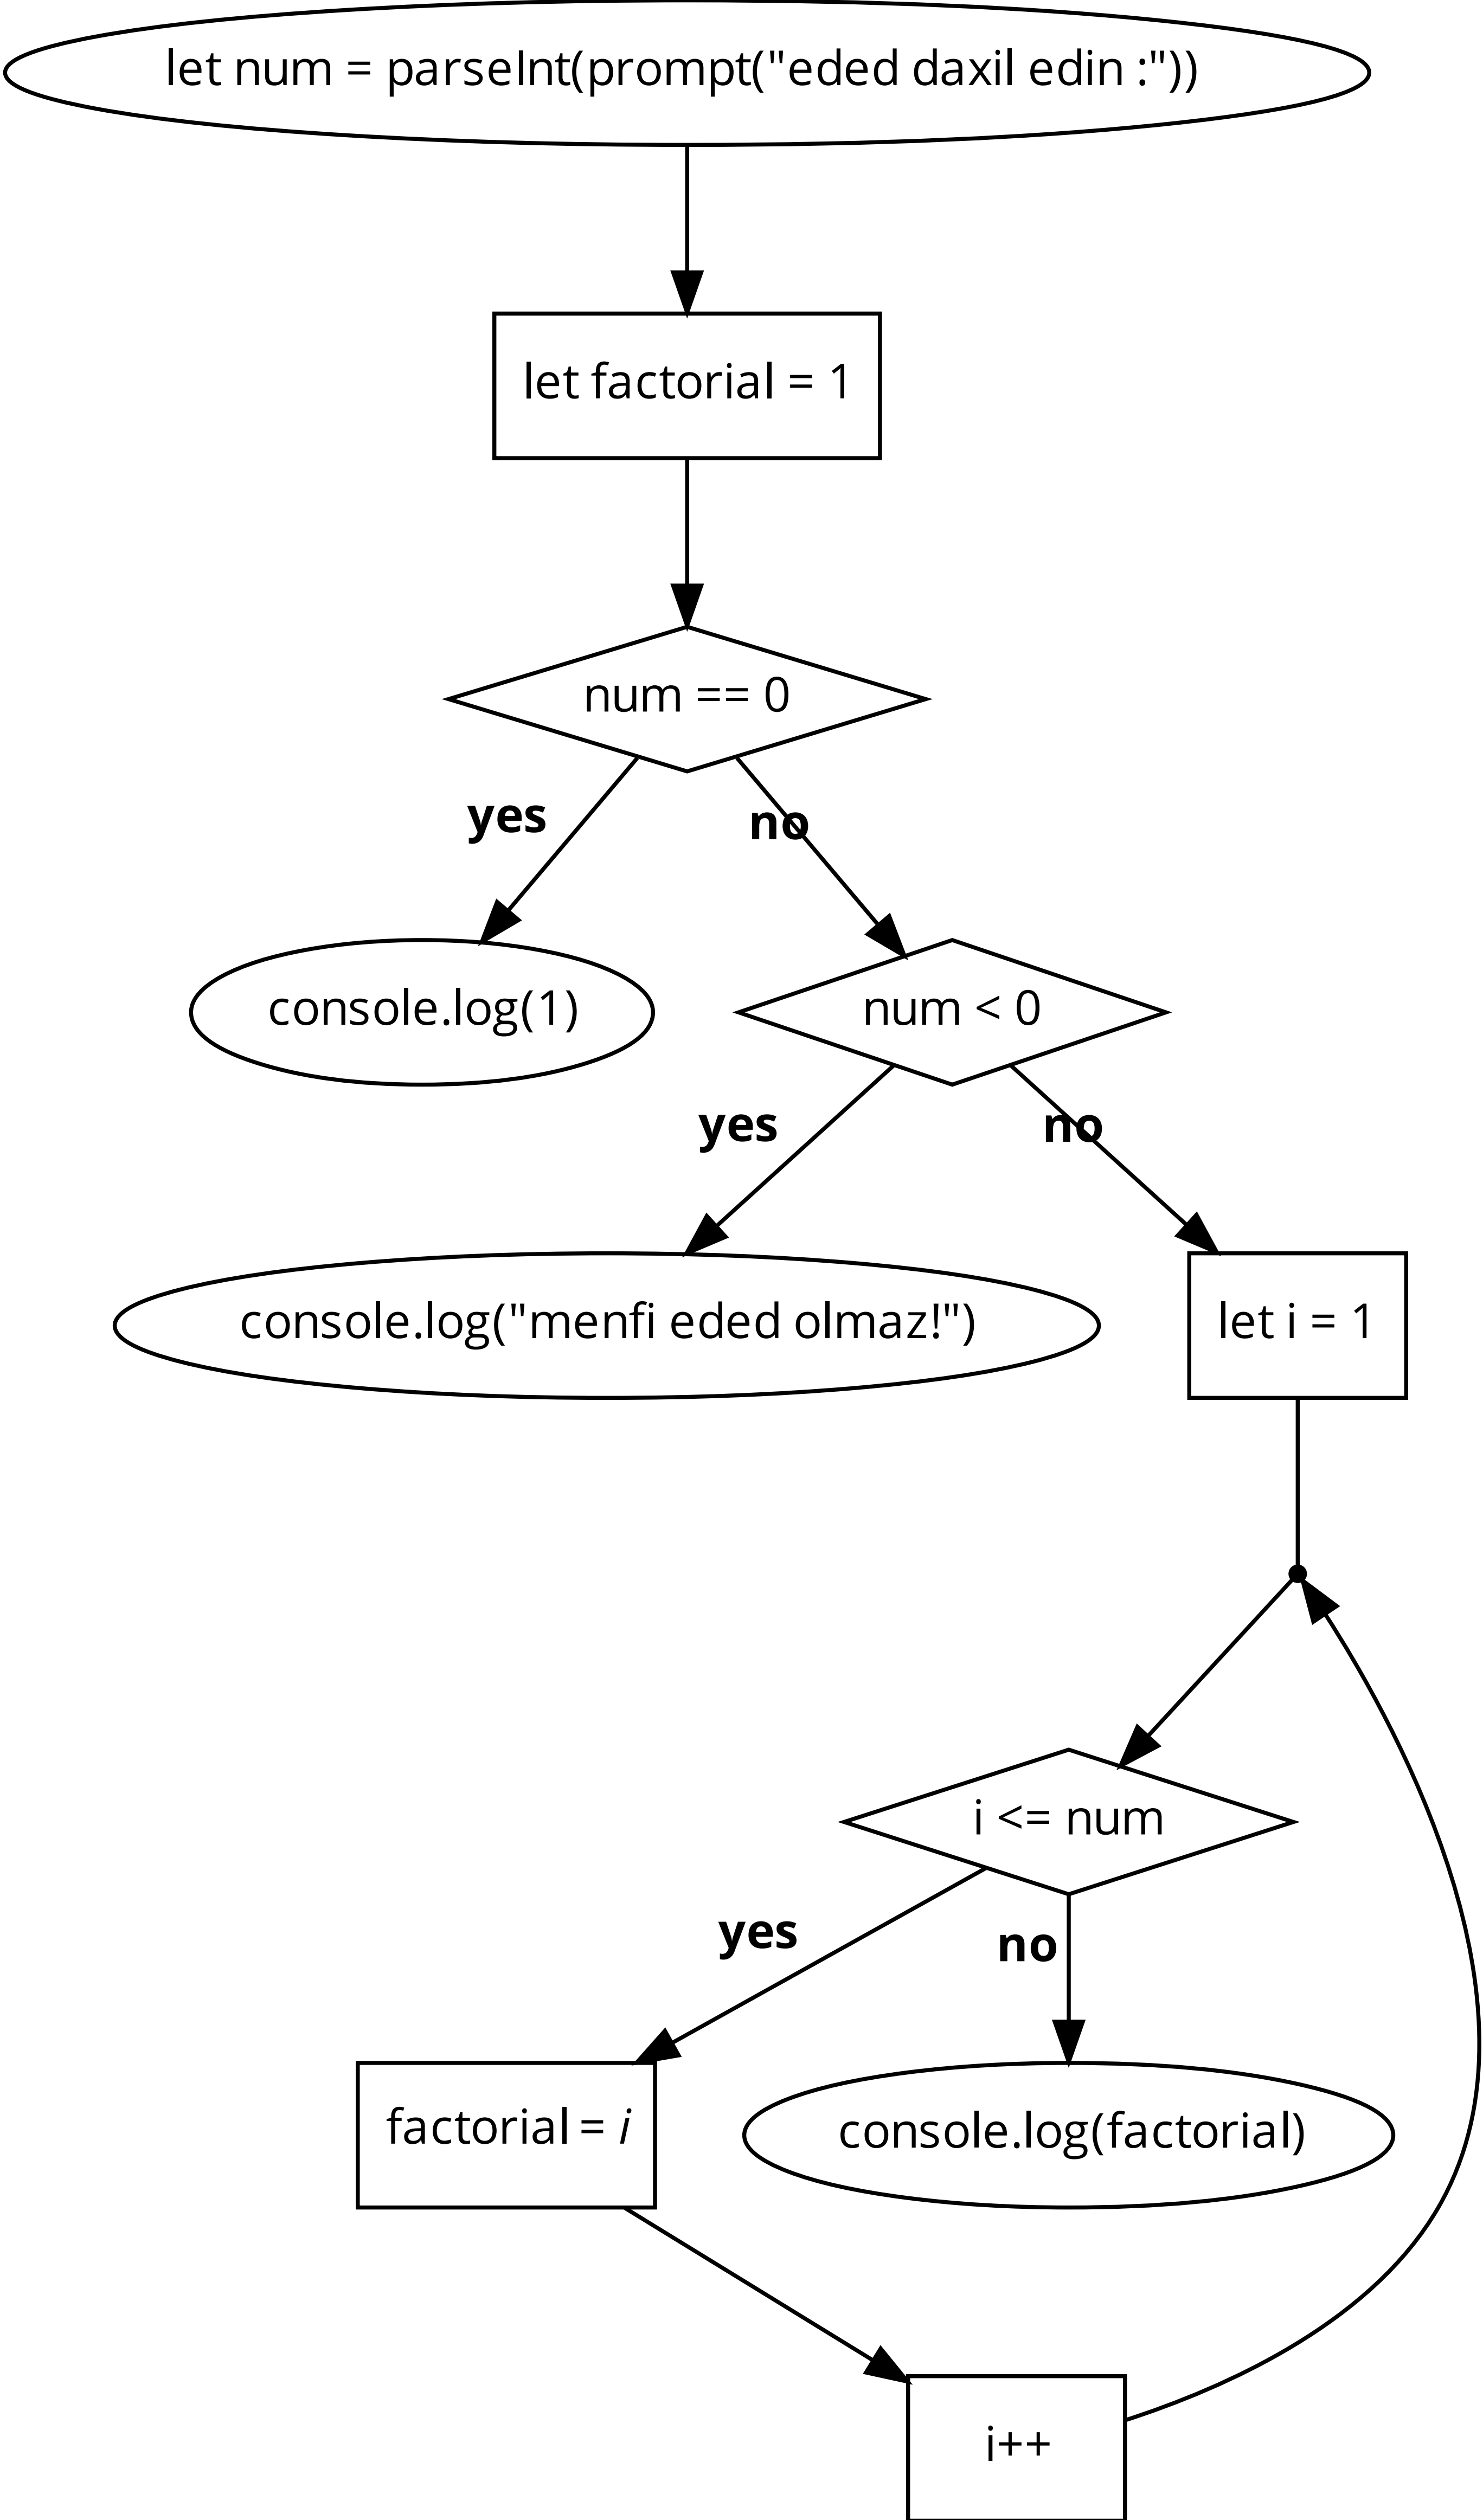 let num = parseInt(prompt("eded daxil edin :"))
let factorial = 1
num == 0
yes
no
console.log(1)
num < 0
yes
no
console.log("menfi eded olmaz!"")
let i = 1
i <= num
yes
no
factorial = i
console.log(factorial)
i++